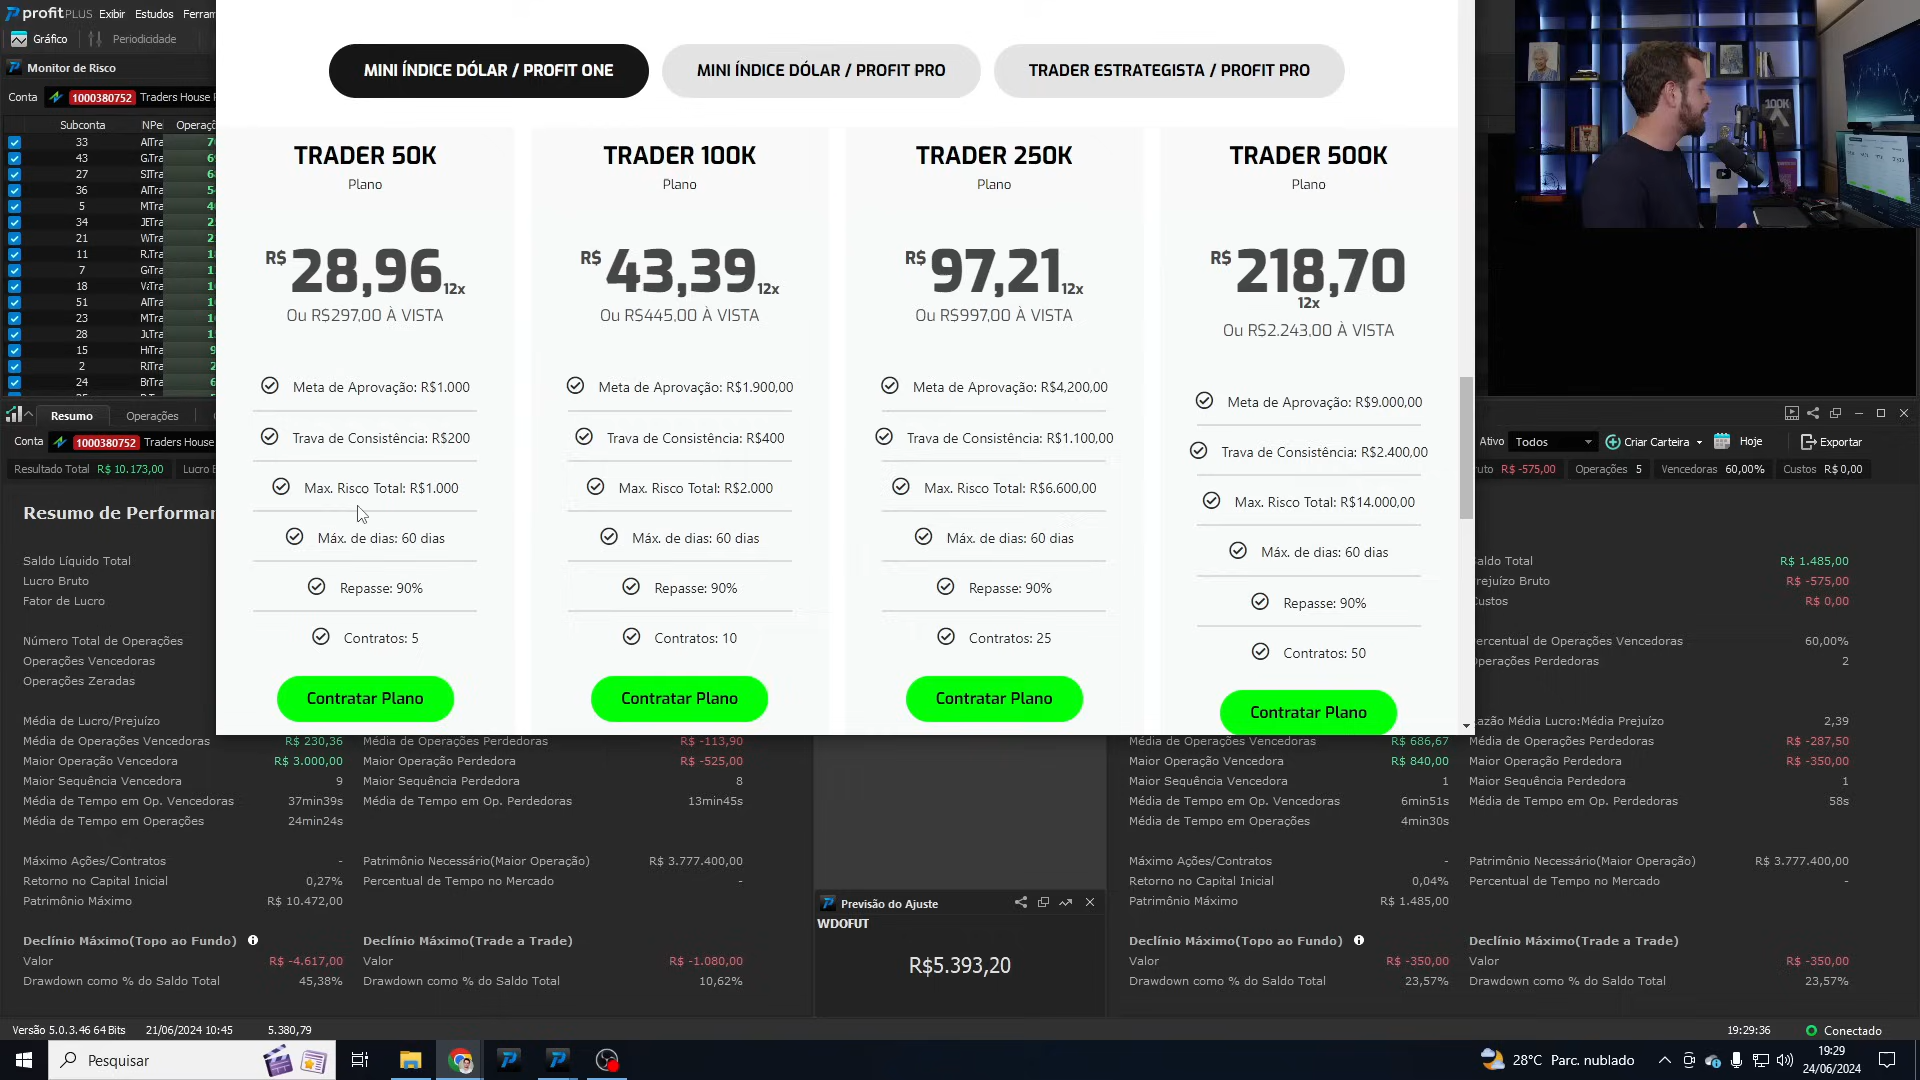 profitPLUS Exibir Estudos Ferram
Gráfico Periodicidade
Monitor de Risco
Conta 1000380752 Traders House
Subconta Operaçõ
33
43
27
36
5
34
21
11
7
18
51
23
28
15
2
24
MINI ÍNDICE DÓLAR / PROFIT ONE
MINI ÍNDICE DÓLAR / PROFIT PRO
TRADER ESTRATEGISTA / PROFIT PRO
TRADER 50K
Plano
R$ 28,96 12x
Ou R$297,00 À VISTA
Meta de Aprovação: R$1.000
Trava de Consistência: R$200
Max. Risco Total: R$1.000
Máx. de dias: 60 dias
Repasse: 90%
Contratos: 5
Contratar Plano
TRADER 100K
Plano
R$ 43,39 12x
Ou R$445,00 À VISTA
Meta de Aprovação: R$1.900,00
Trava de Consistência: R$400
Max. Risco Total: R$2.000
Máx. de dias: 60 dias
Repasse: 90%
Contratos: 10
Contratar Plano
TRADER 250K
Plano
R$ 97,21 12x
Ou R$997,00 À VISTA
Meta de Aprovação: R$4,200,00
Trava de Consistência: R$1.100,00
Max. Risco Total: R$6.600,00
Máx. de dias: 60 dias
Repasse: 90%
Contratos: 25
Contratar Plano
TRADER 500K
Plano
R$ 218,70
12x
Ou R$2.243,00 À VISTA
Meta de Aprovação: R$9.000,00
Trava de Consistência: R$2.400,00
Max. Risco Total: R$14.000,00
Máx. de dias: 60 dias
Repasse: 90%
Contratos: 50
Contratar Plano
100K
Resumo Operações
Conta 1000380752 Traders House
Resultado Total R$ 10.173,00 Lucro B
Resumo de Performan
Saldo Líquido Total
Lucro Bruto
Fator de Lucro
Número Total de Operações
Operações Vencedoras
Operações Zeradas
Média de Lucro/Prejuízo
Média de Operações Vencedoras R$ 230,36 Média de Operações Perdedoras R$ -113,90
Maior Operação Vencedora R$ 3.000,00 Maior Operação Perdedora R$ -525,00
Maior Sequência Vencedora 9 Maior Sequência Perdedora 8
Média de Tempo em Op. Vencedoras 37min39s Média de Tempo em Op. Perdedoras 13min45s
Média de Tempo em Operações 24min24s
Máximo Ações/Contratos - Patrimônio Necessário(Maior Operação) R$ 3.777.400,00
Retorno no Capital Inicial 0,27% Percentual de Tempo no Mercado -
Patrimônio Máximo R$ 10.472,00
Declínio Máximo(Topo ao Fundo) Declínio Máximo(Trade a Trade)
Valor R$ -4.617,00 Valor R$ -1.080,00
Drawdown como % do Saldo Total 45,38% Drawdown como % do Saldo Total 10,62%
Previsão do Ajuste
WDOFUT
R$5.393,20
Ativo Todos Criar Carteira Hoje Exportar
uto R$ -575,00 Operações 5 Vencedoras 60,00% Custos R$ 0,00
aldo Total R$ 1.485,00
rejuízo Bruto R$ -575,00
Custos R$ 0,00
ercentual de Operações Vencedoras 60,00%
Operações Perdedoras 2
azão Média Lucro:Média Prejuízo 2,39
Média de Operações Vencedoras R$ 686,67 Média de Operações Perdedoras R$ -287,50
Maior Operação Vencedora R$ 840,00 Maior Operação Perdedora R$ -350,00
Maior Sequência Vencedora 1 Maior Sequência Perdedora 1
Média de Tempo em Op. Vencedoras 6min51s Média de Tempo em Op. Perdedoras 58s
Média de Tempo em Operações 4min30s
Máximo Ações/Contratos - Patrimônio Necessário(Maior Operação) R$ 3.777.400,00
Retorno no Capital Inicial 0,04% Percentual de Tempo no Mercado -
Patrimônio Máximo R$ 1.485,00
Declínio Máximo(Topo ao Fundo) Declínio Máximo(Trade a Trade)
Valor R$ -350,00 Valor R$ -350,00
Drawdown como % do Saldo Total 23,57% Drawdown como % do Saldo Total 23,57%
Versão 5.0.3.46 64 Bits 21/06/2024 10:45 5.380,79 19:29:36 Conectado
Pesquisar 28°C Parc. nublado 19:29
24/06/2024